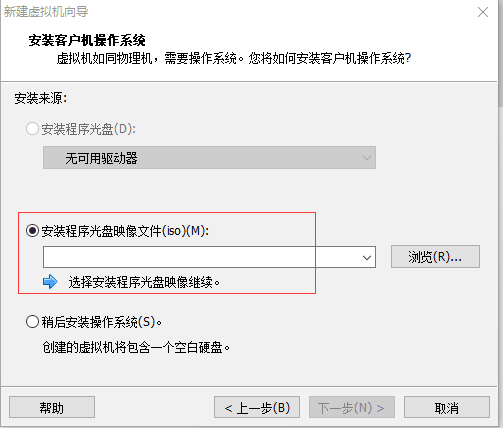 新建虚拟机向导
安装客户机操作系统
虚拟机如同物理机，需要操作系统。您将如何安装客户机操作系统?
安装来源:
安装程序光盘(D):
无可用驱动器
安装程序光盘映像文件(iso)(M):
浏览(R)...
选择安装程序光盘映像继续。
稍后安装操作系统(S)。
创建的虚拟机将包含一个空白硬盘。
帮助
< 上一步(B)
下一步(N) >
取消